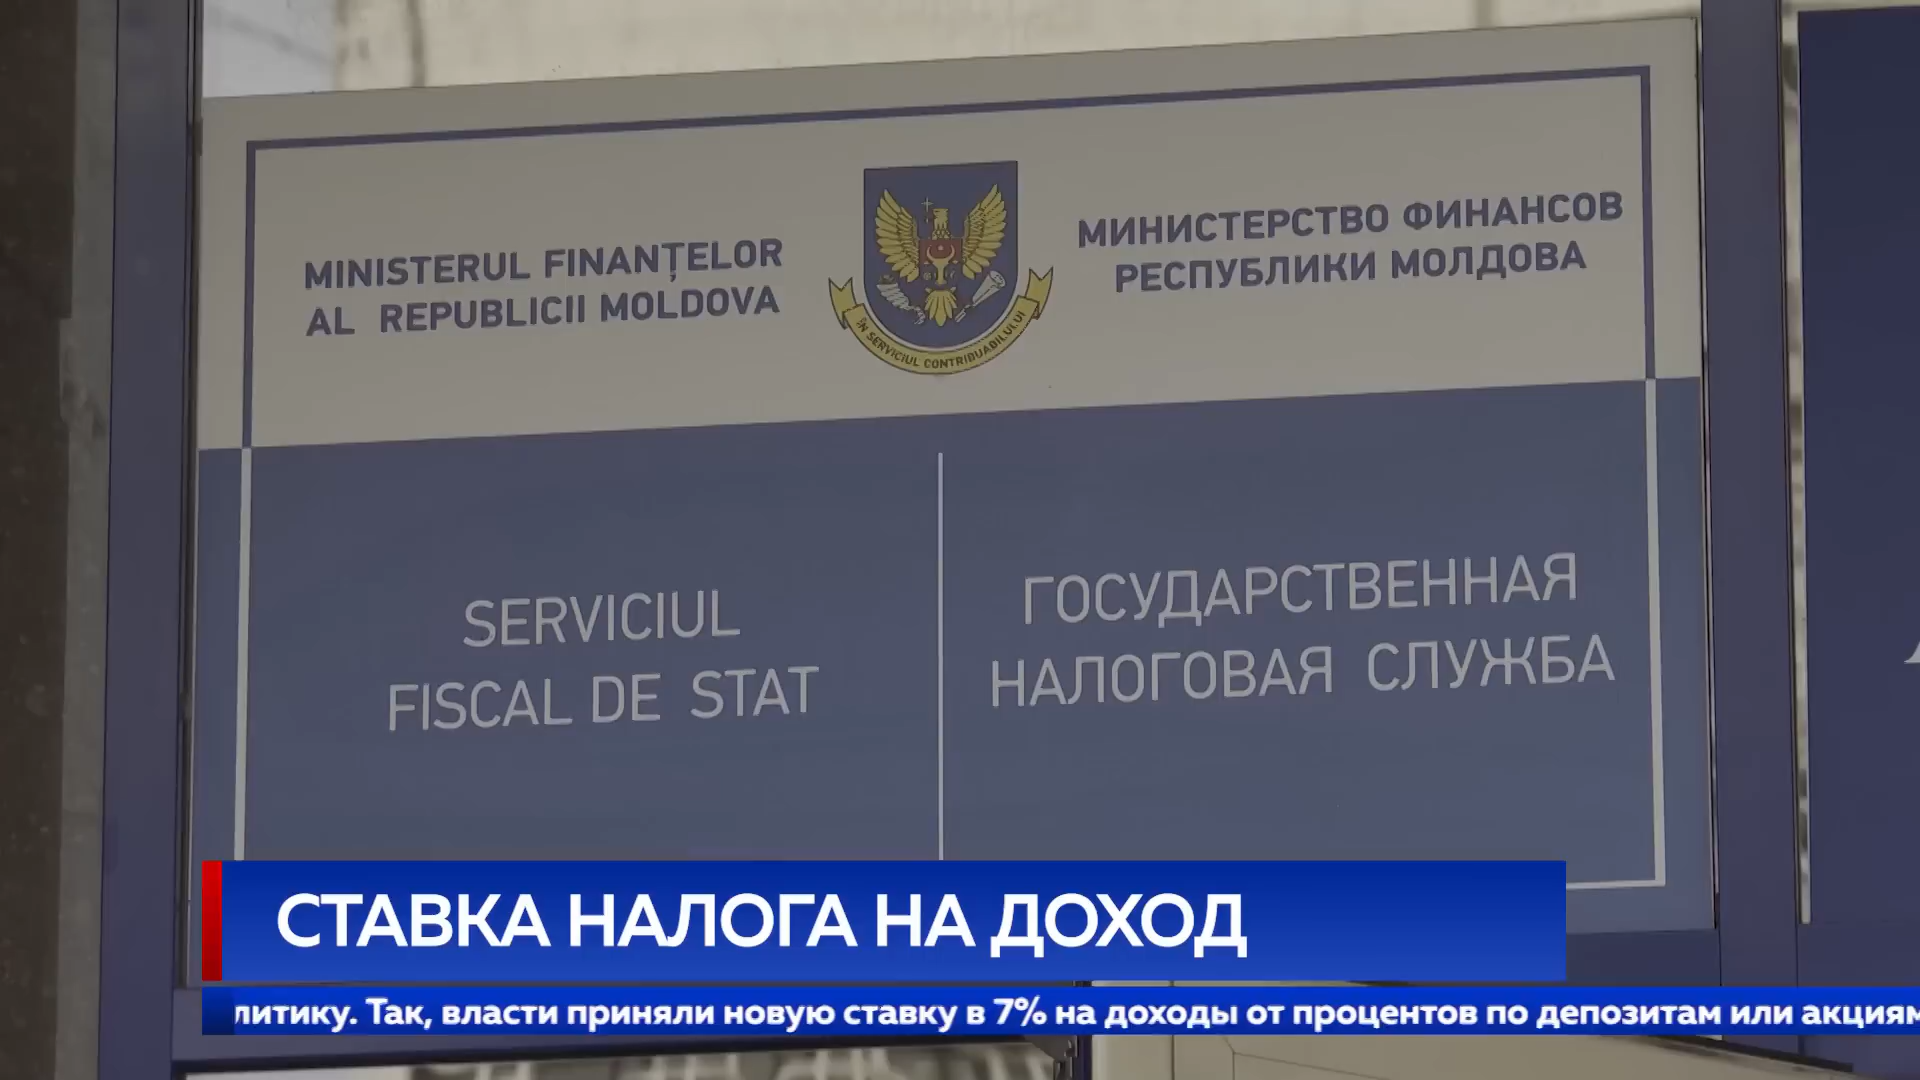 MINISTERUL FINANȚELOR
AL REPUBLICII MOLDOVA
ÎN SERVICIUL CONTRIBUABILULUI
МИНИСТЕРСТВО ФИНАНСОВ
РЕСПУБЛИКИ МОЛДОВА
SERVICIUL
FISCAL DE STAT
ГОСУДАРСТВЕННАЯ
НАЛОГОВАЯ СЛУЖБА
СТАВКА НАЛОГА НА ДОХОД
литику. Так, власти приняли новую ставку в 7% на доходы от процентов по депозитам или акциям